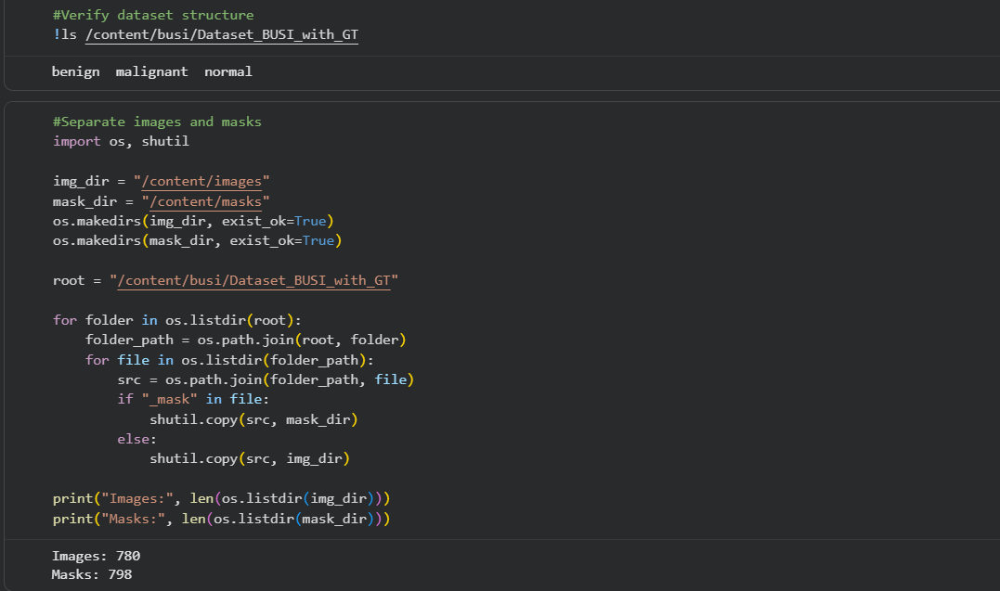 #Verify dataset structure
!ls /content/busi/Dataset_BUSI_with_GT
benign  malignant  normal
#Separate images and masks
import os, shutil
img_dir = "/content/images"
mask_dir = "/content/masks"
os.makedirs(img_dir, exist_ok=True)
os.makedirs(mask_dir, exist_ok=True)
root = "/content/busi/Dataset_BUSI_with_GT"
for folder in os.listdir(root):
    folder_path = os.path.join(root, folder)
    for file in os.listdir(folder_path):
        src = os.path.join(folder_path, file)
        if "_mask" in file:
            shutil.copy(src, mask_dir)
        else:
            shutil.copy(src, img_dir)
print("Images:", len(os.listdir(img_dir)))
print("Masks:", len(os.listdir(mask_dir)))
Images: 780
Masks: 798